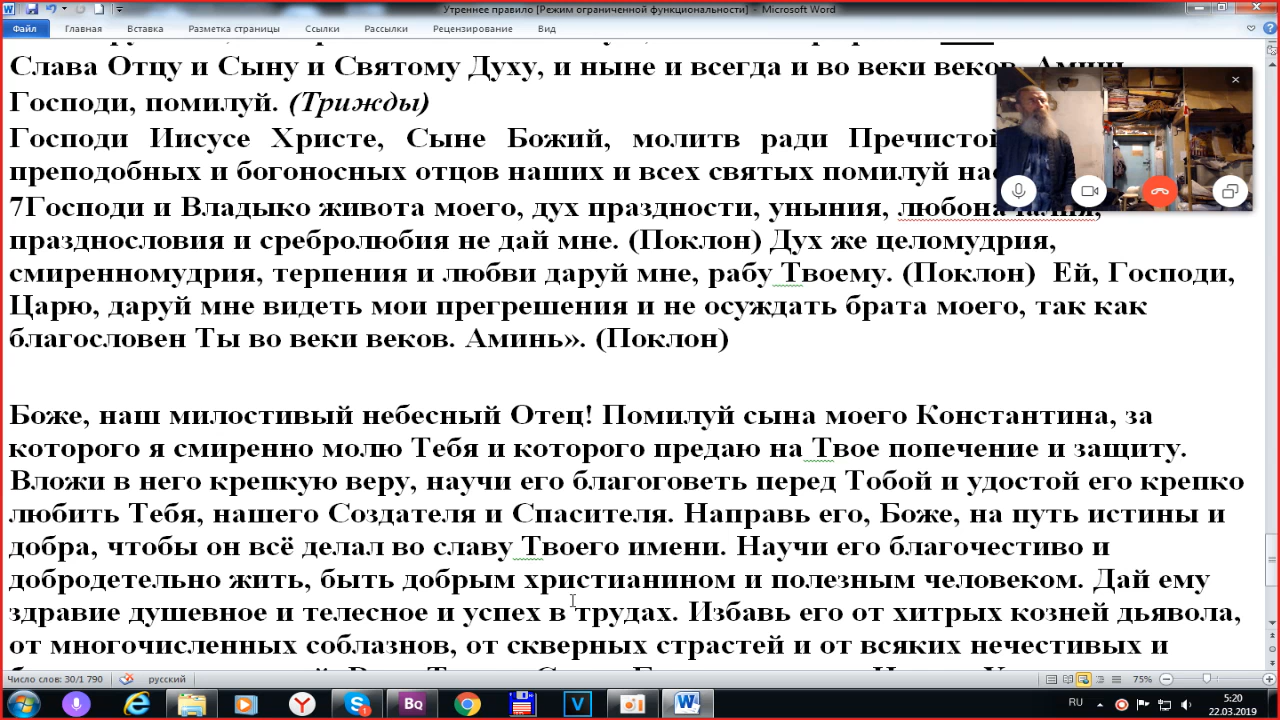 Утреннее правило [Режим ограниченной функциональности] - Microsoft Word
Файл Главная Вставка Разметка страницы Ссылки Рассылки Рецензирование Вид
Слава Отцу и Сыну и Святому Духу, и ныне и всегда и во веки веков. Аминь.
Господи, помилуй. (Трижды)
Господи Иисусе Христе, Сыне Божий, молитв ради Пречистой
преподобных и богоносных отцов наших и всех святых помилуй нас
7Господи и Владыко живота моего, дух праздности, уныния, любоначалия,
празднословия и сребролюбия не дай мне. (Поклон) Дух же целомудрия,
смиренномудрия, терпения и любви даруй мне, рабу Твоему. (Поклон) Ей, Господи,
Царю, даруй мне видеть мои прегрешения и не осуждать брата моего, так как
благословен Ты во веки веков. Аминь». (Поклон)
Боже, наш милостивый небесный Отец! Помилуй сына моего Константина, за
которого я смиренно молю Тебя и которого предаю на Твое попечение и защиту.
Вложи в него крепкую веру, научи его благоговеть перед Тобой и удостой его крепко
любить Тебя, нашего Создателя и Спасителя. Направь его, Боже, на путь истины и
добра, чтобы он всё делал во славу Твоего имени. Научи его благочестиво и
добродетельно жить, быть добрым христианином и полезным человеком. Дай ему
здравие душевное и телесное и успех в трудах. Избавь его от хитрых козней дьявола,
от многочисленных соблазнов, от скверных страстей и от всяких нечестивых и
Число слов: 30/1 790 русский 75%
RU 5:20
22.03.2019